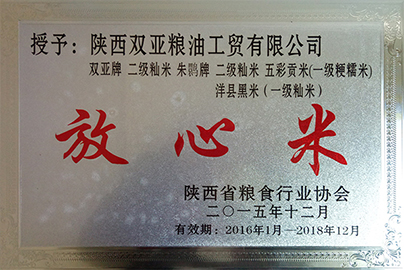 授予：陕西双亚粮油工贸有限公司
双亚牌 二级籼米 朱鹮牌 二级籼米 五彩贡米(一级粳糯米)
洋县黑米（一级籼米）
放心米
陕西省粮食行业协会
二〇一五年十二月
有效期：2016年1月—2018年12月